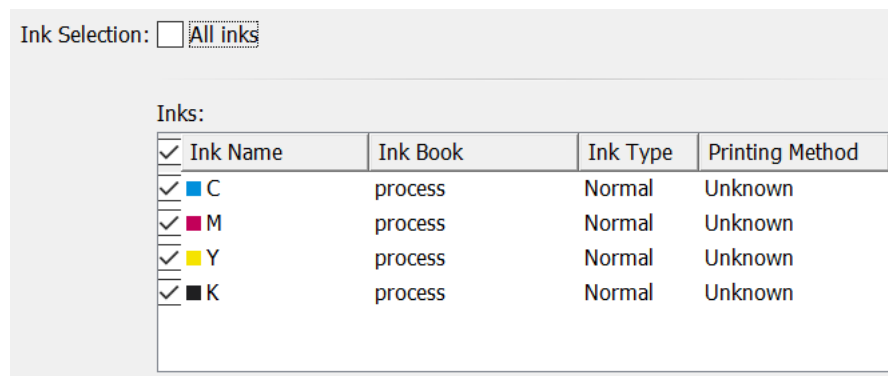 Ink Selection: All inks
Inks:
Ink Name Ink Book Ink Type Printing Method
C process Normal Unknown
M process Normal Unknown
Y process Normal Unknown
K process Normal Unknown